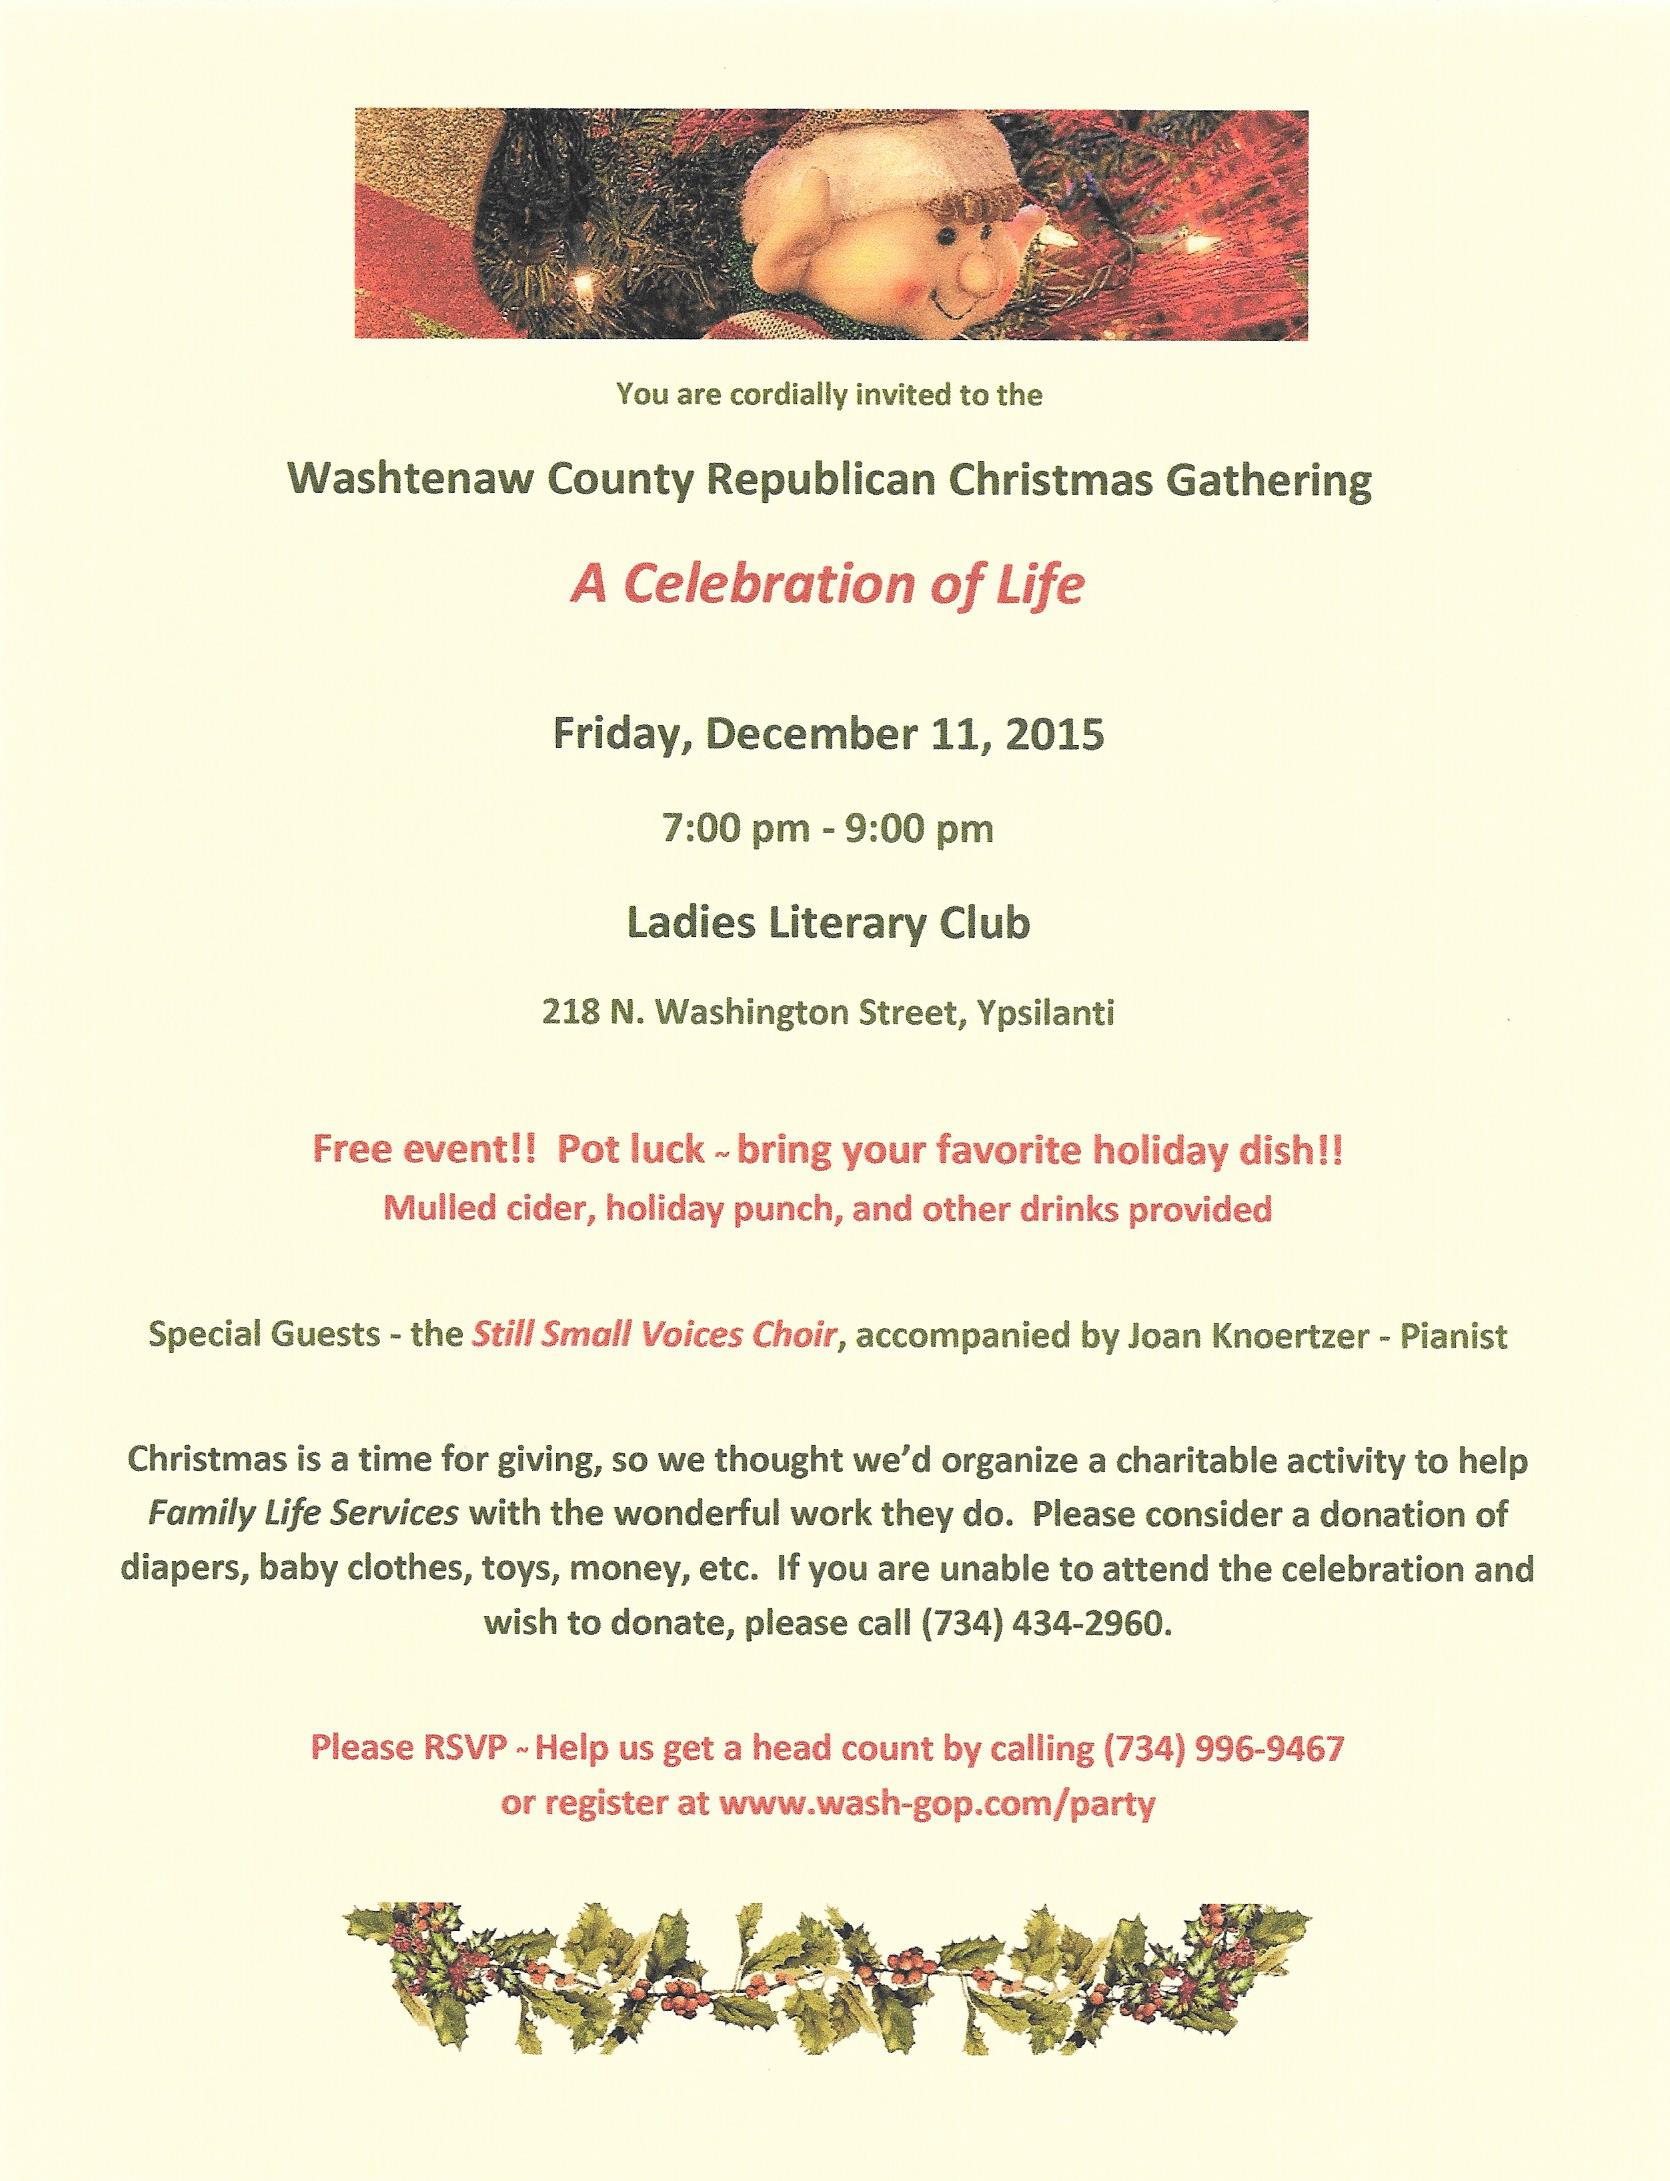 You are cordially invited to the
Washtenaw County Republican Christmas Gathering
A Celebration of Life
Friday, December 11, 2015
7:00 pm - 9:00 pm
Ladies Literary Club
218 N. Washington Street, Ypsilanti
Free event!!  Pot luck ~ bring your favorite holiday dish!!
Mulled cider, holiday punch, and other drinks provided
Special Guests - the Still Small Voices Choir, accompanied by Joan Knoertzer - Pianist
Christmas is a time for giving, so we thought we’d organize a charitable activity to help
Family Life Services with the wonderful work they do.  Please consider a donation of
diapers, baby clothes, toys, money, etc.  If you are unable to attend the celebration and
wish to donate, please call (734) 434-2960.
Please RSVP ~ Help us get a head count by calling (734) 996-9467
or register at www.wash-gop.com/party